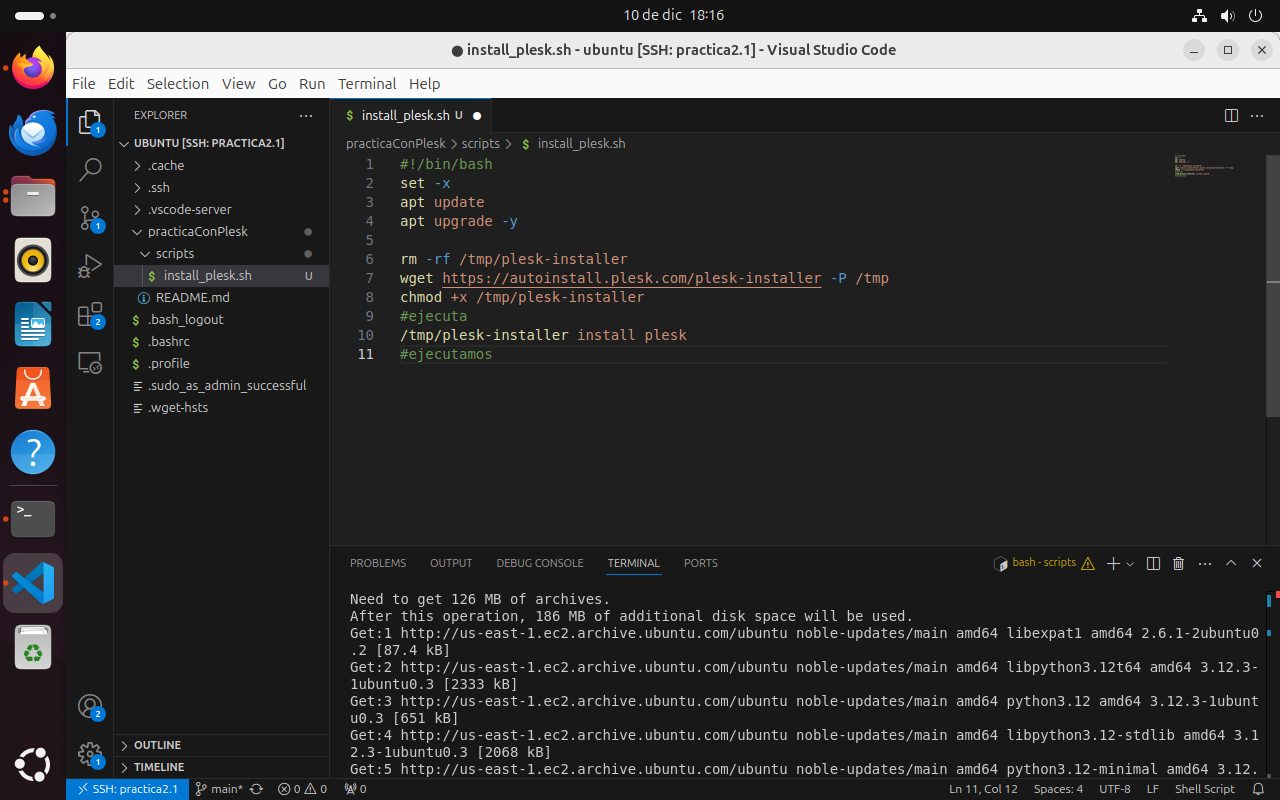 10 de dic 18:16
install_plesk.sh - ubuntu [SSH: practica2.1] - Visual Studio Code
File Edit Selection View Go Run Terminal Help
EXPLORER
UBUNTU [SSH: PRACTICA2.1]
.cache
.ssh
.vscode-server
practicaConPlesk
scripts
$ install_plesk.sh U
README.md
$ .bash_logout
$ .bashrc
$ .profile
.sudo_as_admin_successful
.wget-hsts
OUTLINE
TIMELINE
1
1
2
2
1
$ install_plesk.sh U
practicaConPlesk > scripts > $ install_plesk.sh
1 #!/bin/bash
2 set -x
3 apt update
4 apt upgrade -y
5
6 rm -rf /tmp/plesk-installer
7 wget https://autoinstall.plesk.com/plesk-installer -P /tmp
8 chmod +x /tmp/plesk-installer
9 #ejecuta
10 /tmp/plesk-installer install plesk
11 #ejecutamos
PROBLEMS OUTPUT DEBUG CONSOLE TERMINAL PORTS
bash - scripts
Need to get 126 MB of archives.
After this operation, 186 MB of additional disk space will be used.
Get:1 http://us-east-1.ec2.archive.ubuntu.com/ubuntu noble-updates/main amd64 libexpat1 amd64 2.6.1-2ubuntu0
.2 [87.4 kB]
Get:2 http://us-east-1.ec2.archive.ubuntu.com/ubuntu noble-updates/main amd64 libpython3.12t64 amd64 3.12.3-
1ubuntu0.3 [2333 kB]
Get:3 http://us-east-1.ec2.archive.ubuntu.com/ubuntu noble-updates/main amd64 python3.12 amd64 3.12.3-1ubunt
u0.3 [651 kB]
Get:4 http://us-east-1.ec2.archive.ubuntu.com/ubuntu noble-updates/main amd64 libpython3.12-stdlib amd64 3.1
2.3-1ubuntu0.3 [2068 kB]
Get:5 http://us-east-1.ec2.archive.ubuntu.com/ubuntu noble-updates/main amd64 python3.12-minimal amd64 3.12.
SSH: practica2.1 main* 0 0 0 Ln 11, Col 12 Spaces: 4 UTF-8 LF Shell Script